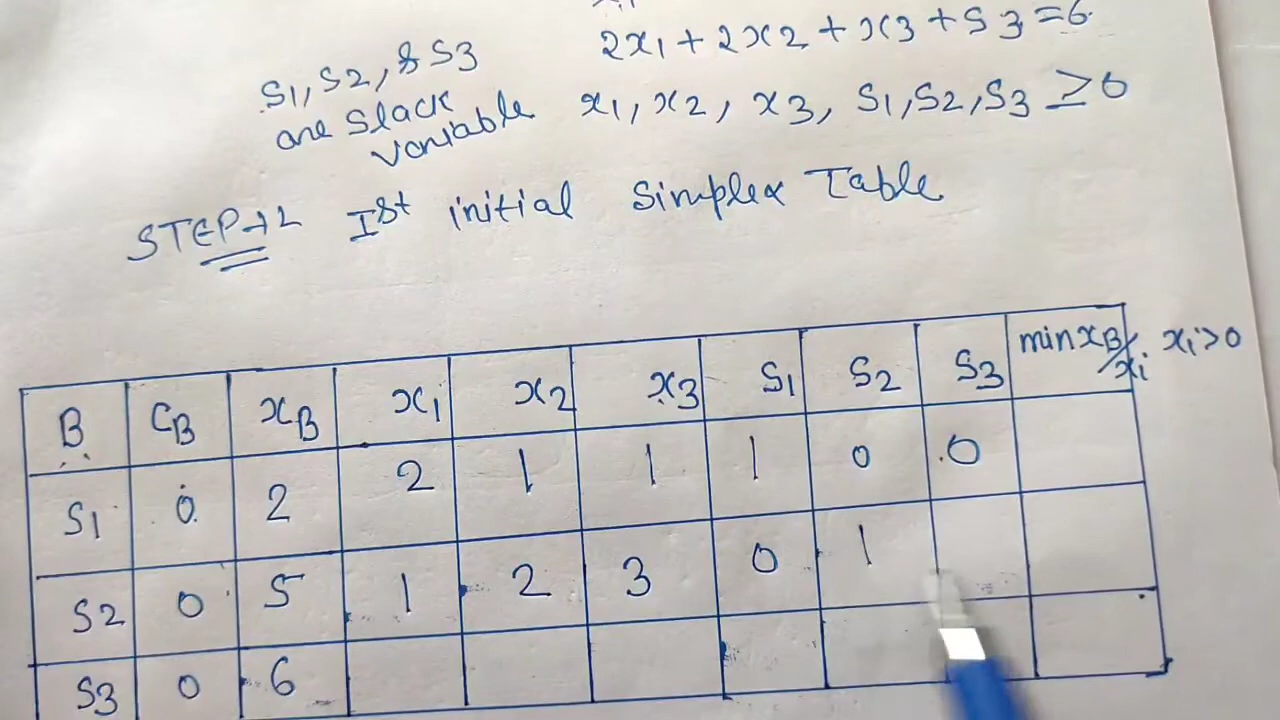 2x1 + 2x2 + x3 + s3 = 6
s1, s2, & s3
are slack
variable
x1, x2, x3, s1, s2, s3 ≥ 0
STEP-2 Ist initial Simplex Table
B CB xB x1 x2 x3 s1 s2 s3 min xB/xi xi>0
s1 0 2 2 1 1 1 0 0
s2 0 5 1 2 3 0 1
s3 0 6